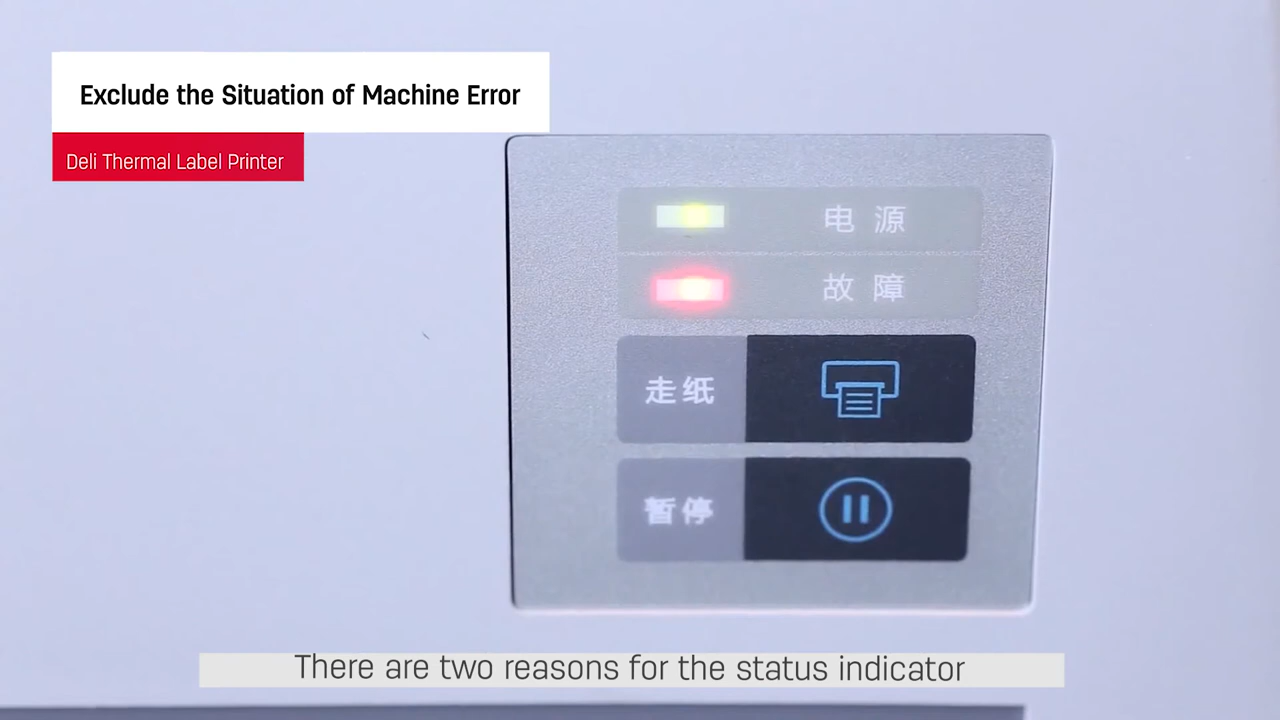 Exclude the Situation of Machine Error
Deli Thermal Label Printer
电源
故障
走纸
暂停
There are two reasons for the status indicator